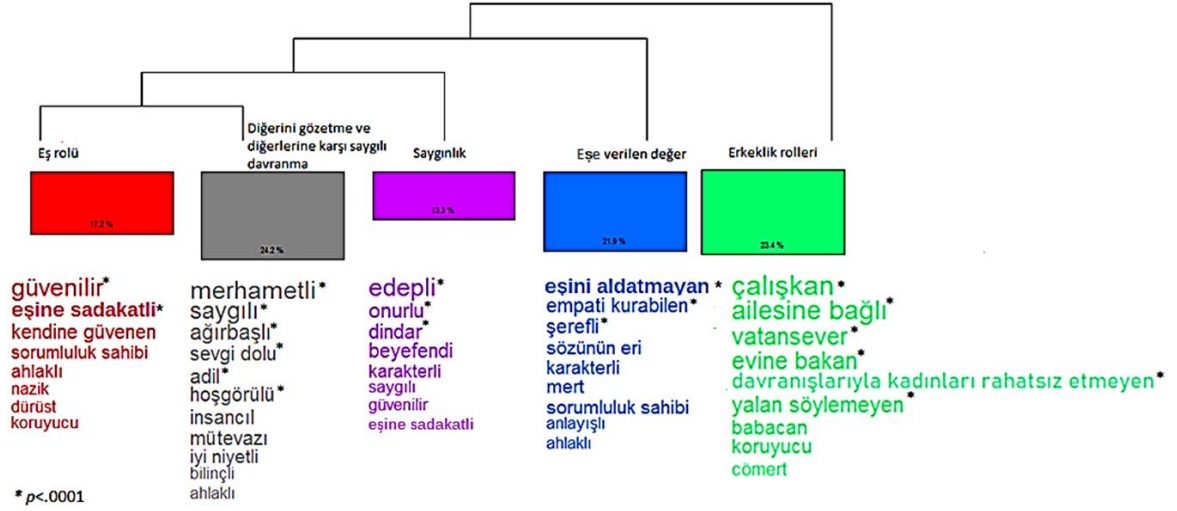 Eş rolü
Diğerini gözetme ve
diğerlerine karşı saygılı
davranma
Saygınlık
Eşe verilen değer
Erkeklik rolleri
17.2 %
24.2 %
13.3 %
21.9 %
23.4 %
güvenilir*
eşine sadakatli*
kendine güvenen
sorumluluk sahibi
ahlaklı
nazik
dürüst
koruyucu
merhametli*
saygılı*
ağırbaşlı*
sevgi dolu*
adil*
hoşgörülü*
insancıl
mütevazı
iyi niyetli
bilinçli
ahlaklı
edepli*
onurlu*
dindar*
beyefendi
karakterli
saygılı
güvenilir
eşine sadakatli
eşini aldatmayan *
empati kurabilen*
şerefli*
sözünün eri
karakterli
mert
sorumluluk sahibi
anlayışlı
ahlaklı
çalışkan*
ailesine bağlı*
vatansever*
evine bakan*
davranışlarıyla kadınları rahatsız etmeyen*
yalan söylemeyen*
babacan
koruyucu
cömert
* p<.0001